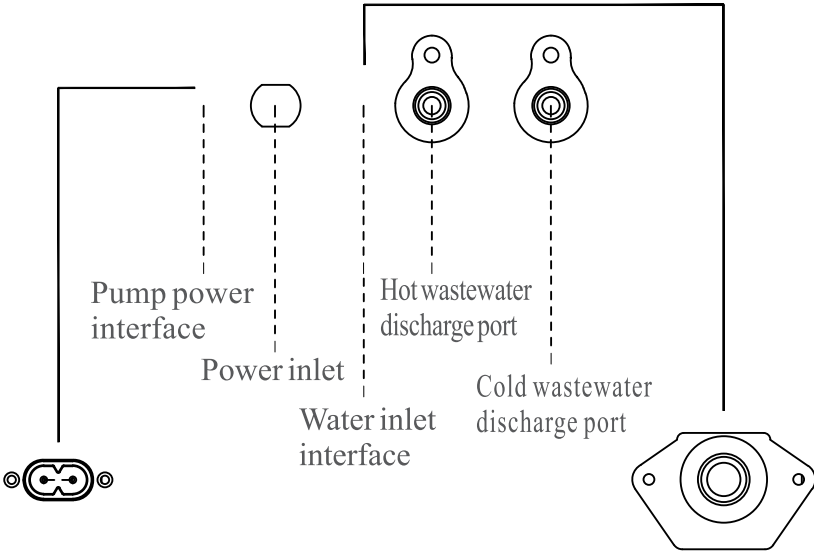 Pump power
interface
Power inlet
Water inlet
interface
Hot wastewater
discharge port
Cold wastewater
discharge port